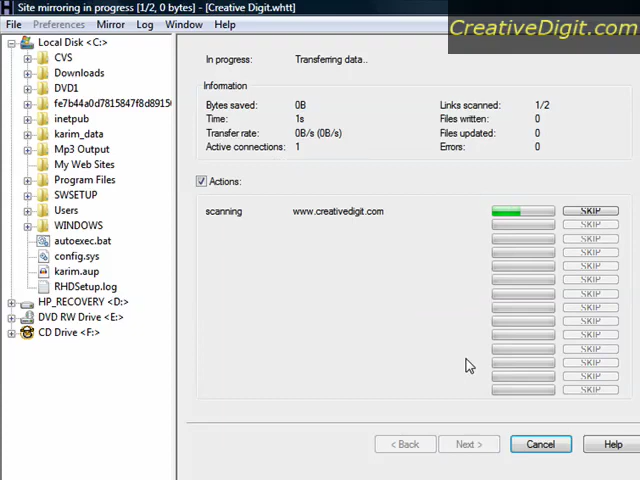 Site mirroring in progress [1/2, 0 bytes] - [Creative Digit.whtt]
File Preferences Mirror Log Window Help
CreativeDigit.com
Local Disk <C:>
CVS
Downloads
DVD1
fe7b44a0d7815847f8d8915
inetpub
karim_data
Mp3 Output
My Web Sites
Program Files
SWSETUP
Users
WINDOWS
autoexec.bat
config.sys
karim.aup
RHDSetup.log
HP_RECOVERY <D:>
DVD RW Drive <E:>
CD Drive <F:>
In progress: Transferring data..
Information
Bytes saved: 0B Links scanned: 1/2
Time: 1s Files written: 0
Transfer rate: 0B/s (0B/s) Files updated: 0
Active connections: 1 Errors: 0
Actions:
scanning www.creativedigit.com SKIP
SKIP
SKIP
SKIP
SKIP
SKIP
SKIP
SKIP
SKIP
SKIP
SKIP
SKIP
SKIP
SKIP
< Back Next > Cancel Help